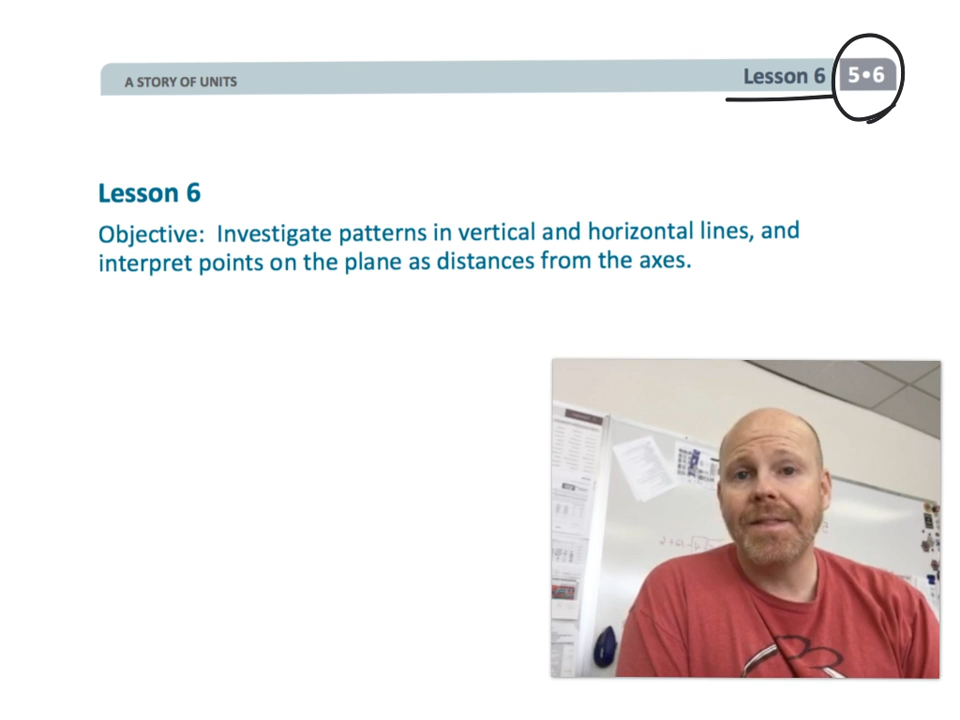 A STORY OF UNITS
Lesson 6 5•6
Lesson 6
Objective: Investigate patterns in vertical and horizontal lines, and
interpret points on the plane as distances from the axes.